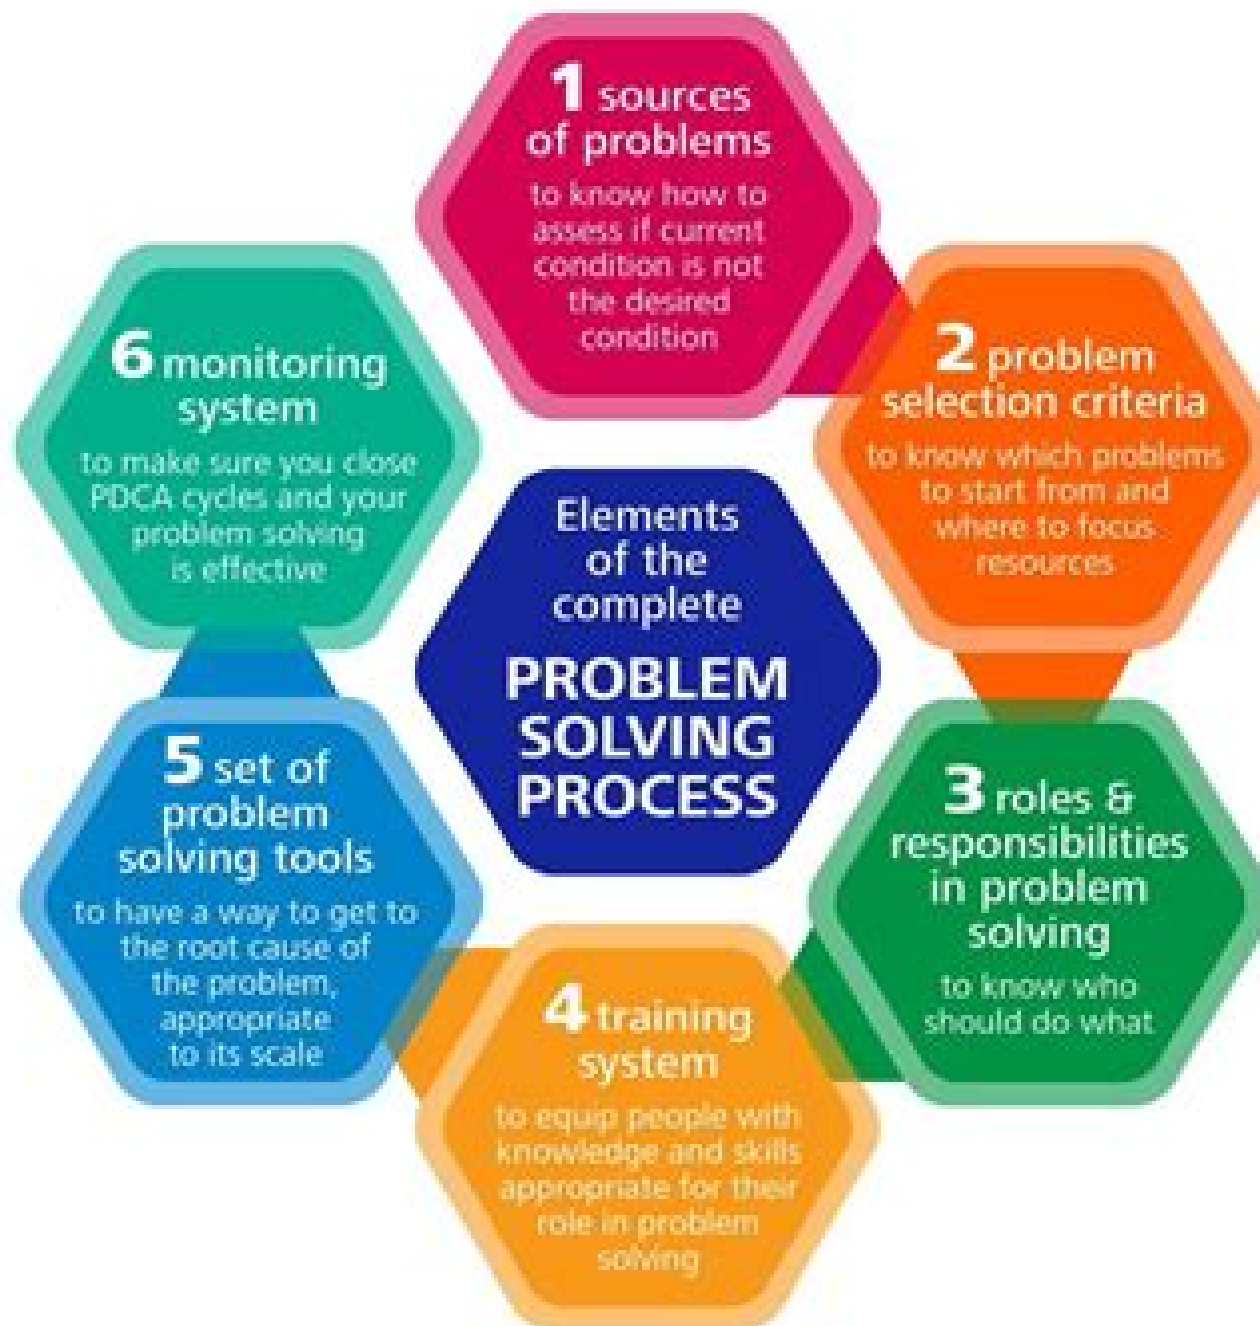 1 sources
of problems
to know how to
assess if current
condition is not
the desired
condition
2 problem
selection criteria
to know which problems
to start from and
where to focus
resources
3 roles &
responsibilities
in problem
solving
to know who
should do what
4 training
system
to equip people with
knowledge and skills
appropriate for their
role in problem
solving
5 set of
problem
solving tools
to have a way to get to
the root cause of
the problem,
appropriate
to its scale
6 monitoring
system
to make sure you close
PDCA cycles and your
problem solving
is effective
Elements
of the
complete
PROBLEM
SOLVING
PROCESS